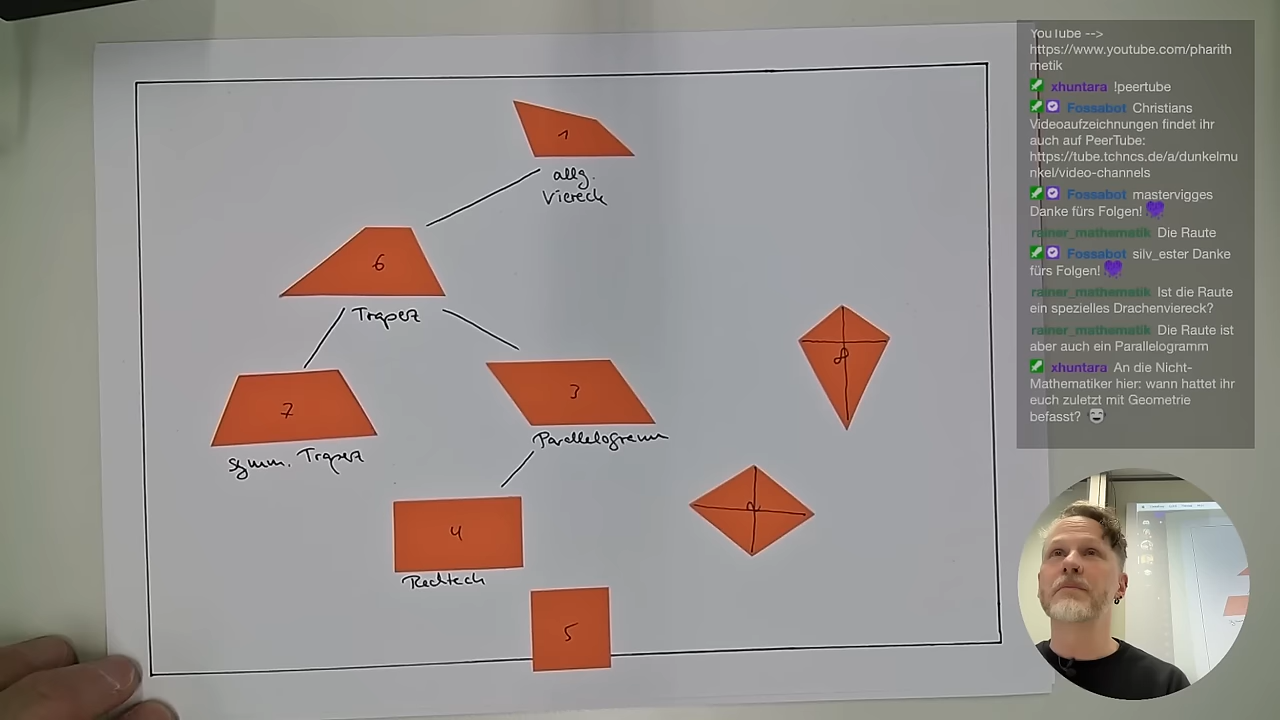 1
allg.
Viereck
6
Trapez
7
symm. Trapez
3
Parallelogramm
4
Rechteck
5
8
2
YouTube -->
https://www.youtube.com/pharith
metik
xhuntara !peertube
Fossabot Christians
Videoaufzeichnungen findet ihr
auch auf PeerTube:
https://tube.tchncs.de/a/dunkelmu
nkel/video-channels
Fossabot mastervigges
Danke fürs Folgen!
rainer_mathematik Die Raute
Fossabot silv_ester Danke
fürs Folgen!
rainer_mathematik Ist die Raute
ein spezielles Drachenviereck?
rainer_mathematik Die Raute ist
aber auch ein Parallelogramm
xhuntara An die Nicht-
Mathematiker hier: wann hattet ihr
euch zuletzt mit Geometrie
befasst?